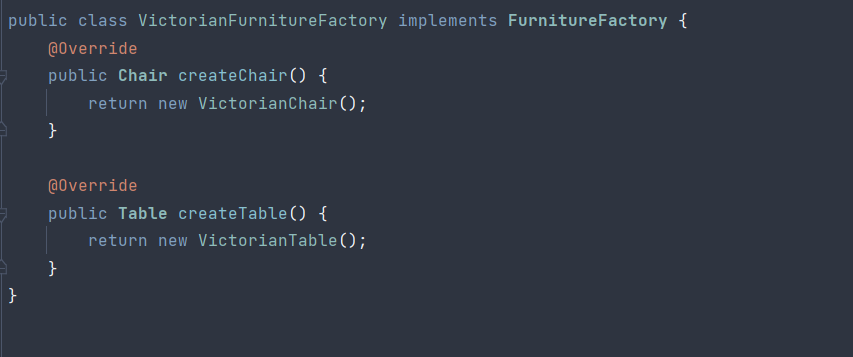 public class VictorianFurnitureFactory implements FurnitureFactory {
    @Override
    public Chair createChair() {
        return new VictorianChair();
    }

    @Override
    public Table createTable() {
        return new VictorianTable();
    }
}